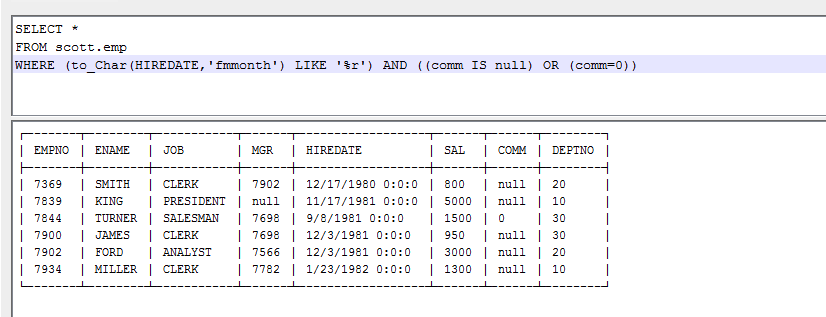 SELECT *
FROM scott.emp
WHERE (to_Char(HIREDATE,'fmmonth') LIKE '%r') AND ((comm IS null) OR (comm=0))
EMPNO | ENAME | JOB | MGR | HIREDATE | SAL | COMM | DEPTNO
7369 | SMITH | CLERK | 7902 | 12/17/1980 0:0:0 | 800 | null | 20
7839 | KING | PRESIDENT | null | 11/17/1981 0:0:0 | 5000 | null | 10
7844 | TURNER | SALESMAN | 7698 | 9/8/1981 0:0:0 | 1500 | 0 | 30
7900 | JAMES | CLERK | 7698 | 12/3/1981 0:0:0 | 950 | null | 30
7902 | FORD | ANALYST | 7566 | 12/3/1981 0:0:0 | 3000 | null | 20
7934 | MILLER | CLERK | 7782 | 1/23/1982 0:0:0 | 1300 | null | 10